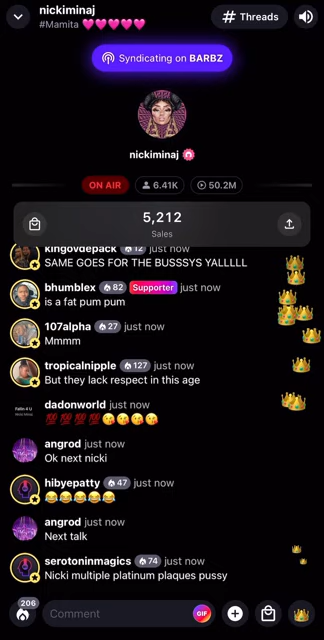 nickiminaj
#Mamita 💗💗💗💗💗
# Threads
Syndicating on BARBZ
nickiminaj
ON AIR 6.41K 50.2M
5,212
Sales
kingovdepack 12 just now
SAME GOES FOR THE BUSSSYS YALLLLL
bhumblex 82 Supporter just now
is a fat pum pum
107alpha 27 just now
Mmmm
tropicalnipple 127 just now
But they lack respect in this age
Fallin 4 U
dadonworld just now
💯💯💯💯😘😘😘😘
angrod just now
Ok next nicki
hibyepatty 47 just now
😂😂😂😂😂
angrod just now
Next talk
serotoninmagics 74 just now
Nicki multiple platinum plaques pussy
206
Comment GIF